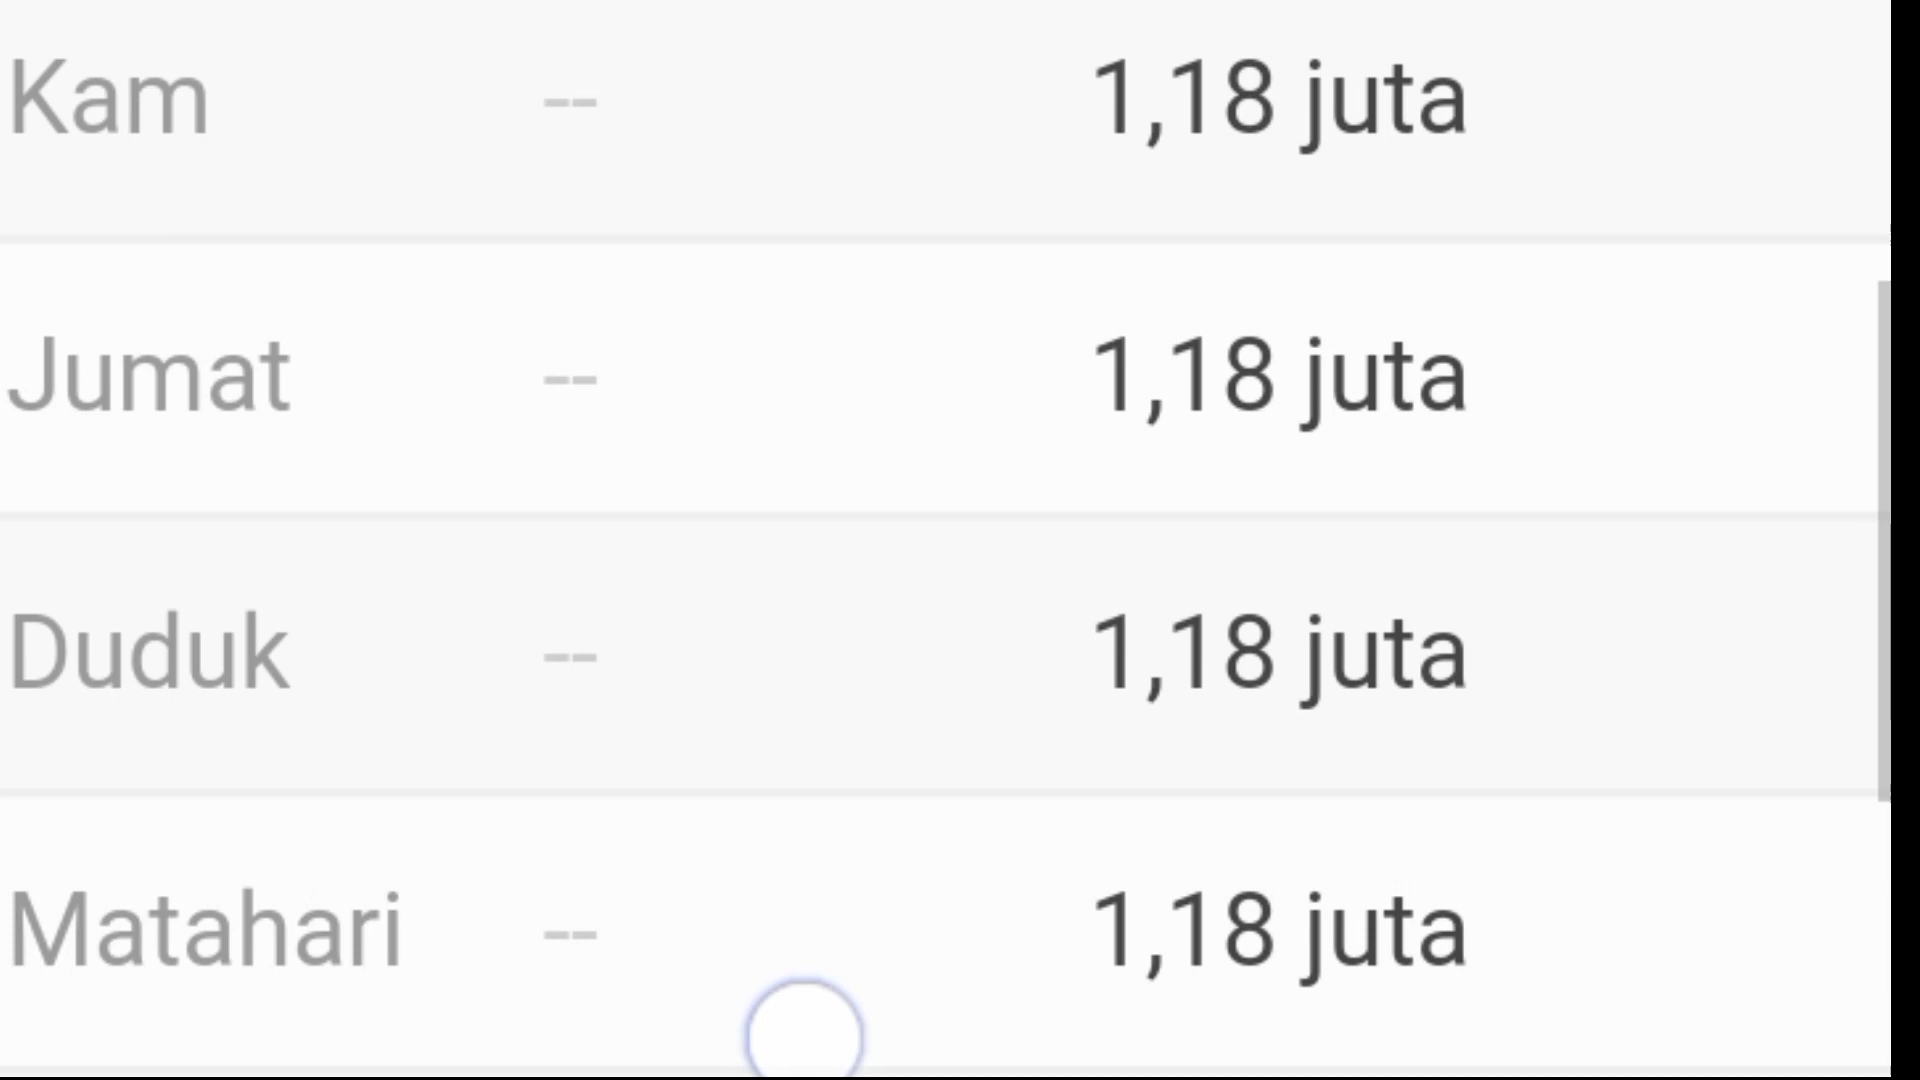 Kam -- 1,18 juta
Jumat -- 1,18 juta
Duduk -- 1,18 juta
Matahari -- 1,18 juta